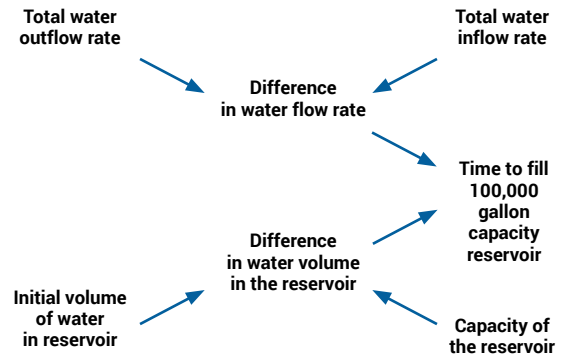 Total water
outflow rate
Total water
inflow rate
Difference
in water flow rate
Time to fill
100,000
gallon
capacity
reservoir
Difference
in water volume
in the reservoir
Initial volume
of water
in reservoir
Capacity of
the reservoir